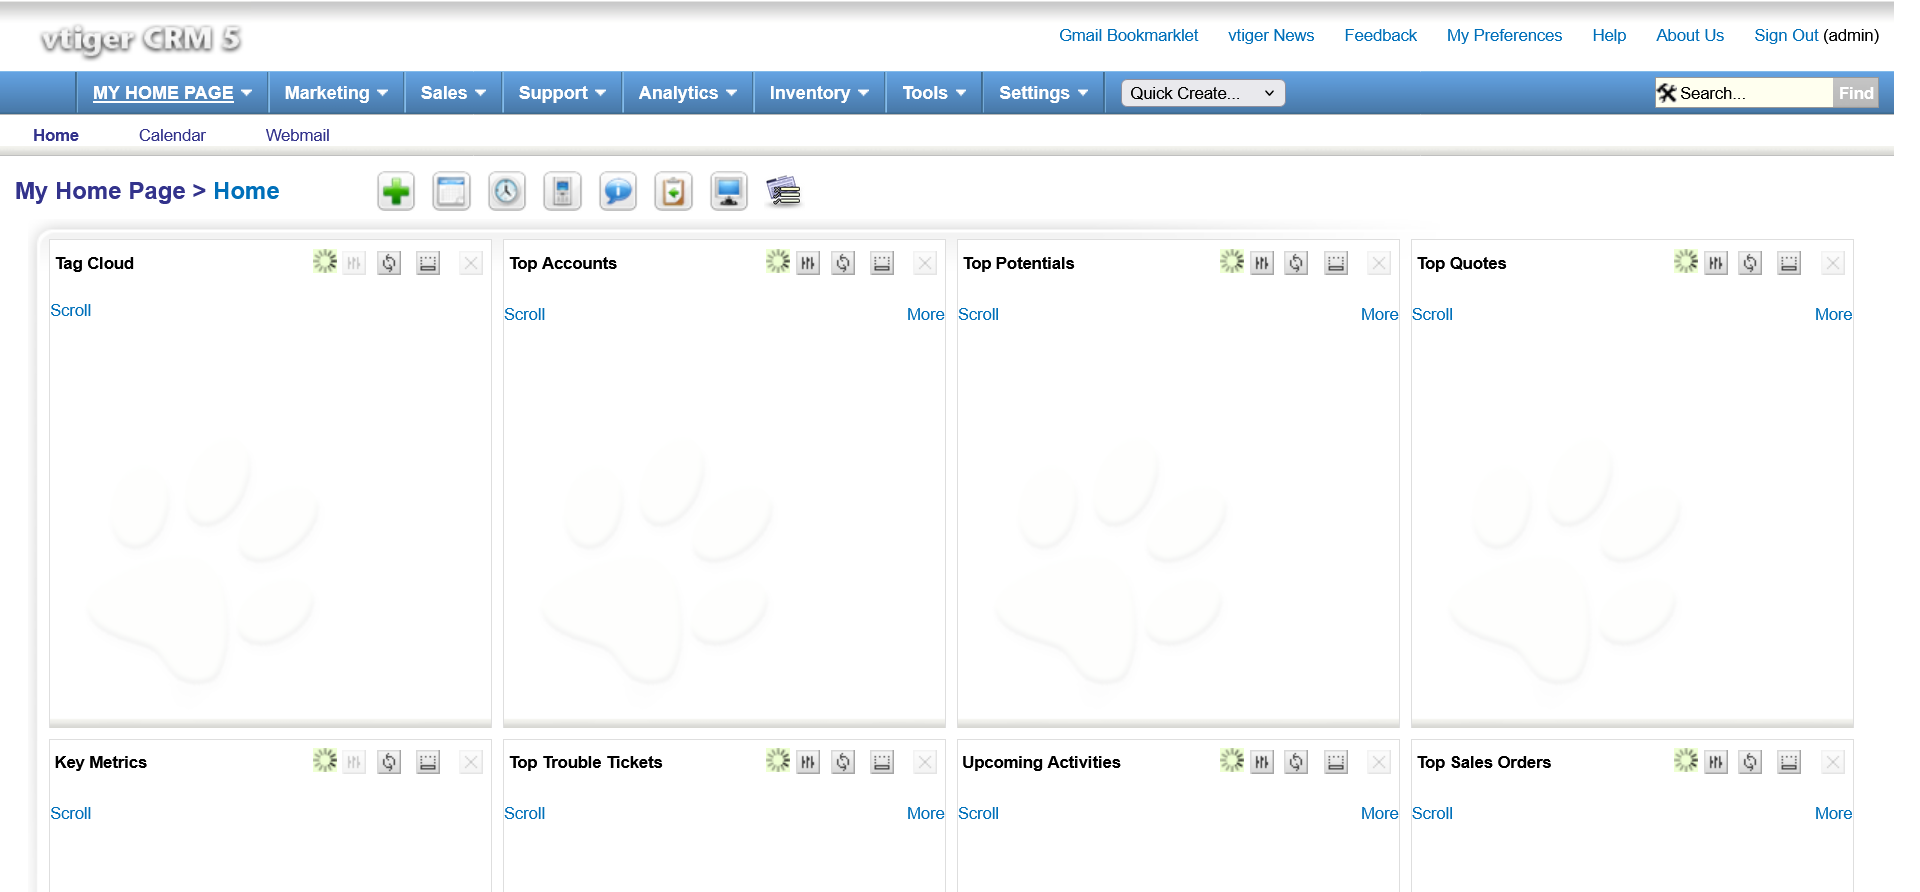 vtiger CRM 5
Gmail Bookmarklet vtiger News Feedback My Preferences Help About Us Sign Out (admin)
MY HOME PAGE Marketing Sales Support Analytics Inventory Tools Settings Quick Create... Search... Find
Home Calendar Webmail
My Home Page > Home
Tag Cloud Top Accounts Top Potentials Top Quotes
Scroll Scroll More Scroll More Scroll More
Key Metrics Top Trouble Tickets Upcoming Activities Top Sales Orders
Scroll Scroll More Scroll More Scroll More